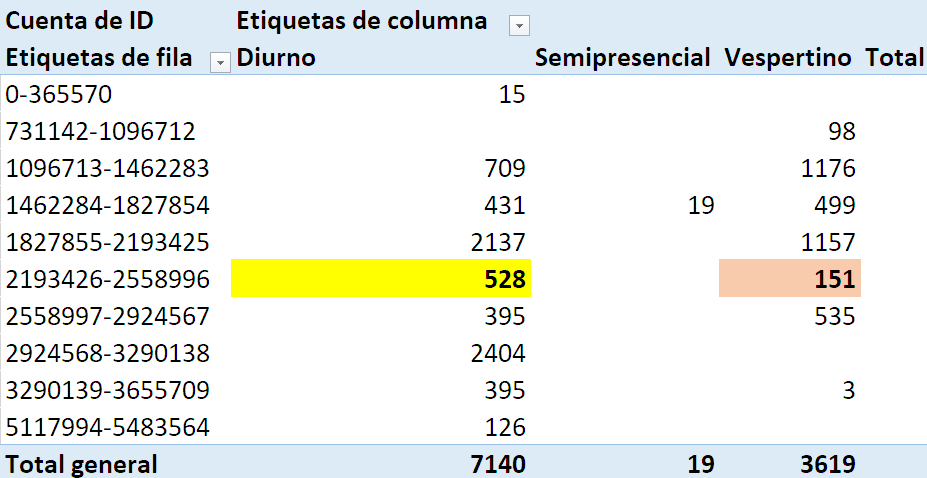 Cuenta de ID Etiquetas de columna
Etiquetas de fila Diurno Semipresencial Vespertino Total
0-365570 15
731142-1096712 98
1096713-1462283 709 1176
1462284-1827854 431 19 499
1827855-2193425 2137 1157
2193426-2558996 528 151
2558997-2924567 395 535
2924568-3290138 2404
3290139-3655709 395 3
5117994-5483564 126
Total general 7140 19 3619